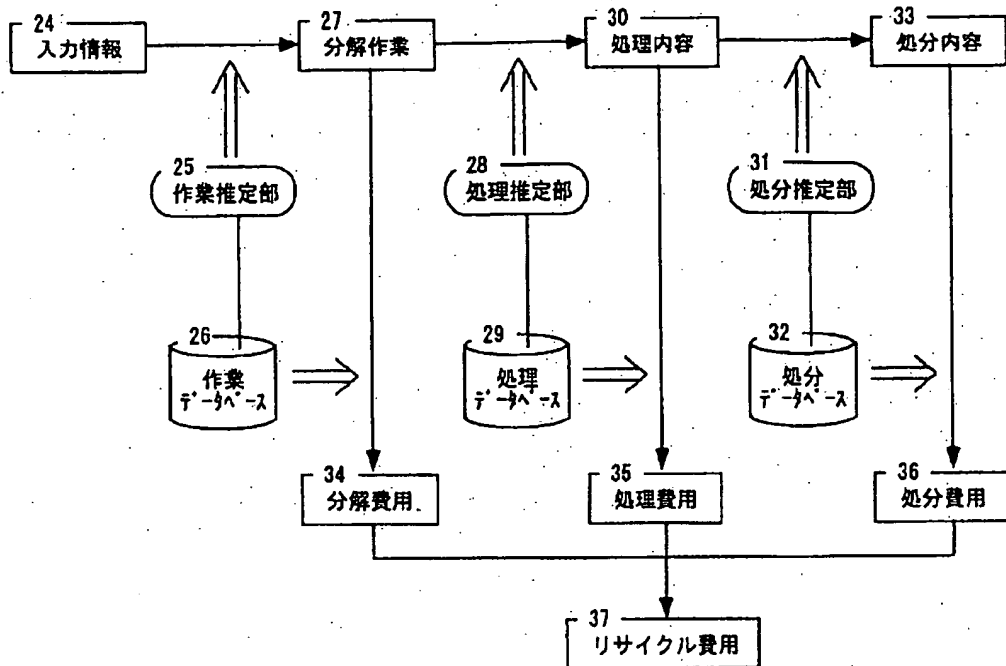 24
入力情報
27
分解作業
30
処理内容
33
処分内容
25
作業推定部
28
処理推定部
31
処分推定部
26
作業
データベース
29
処理
データベース
32
処分
データベース
34
分解費用
35
処理費用
36
処分費用
37
リサイクル費用